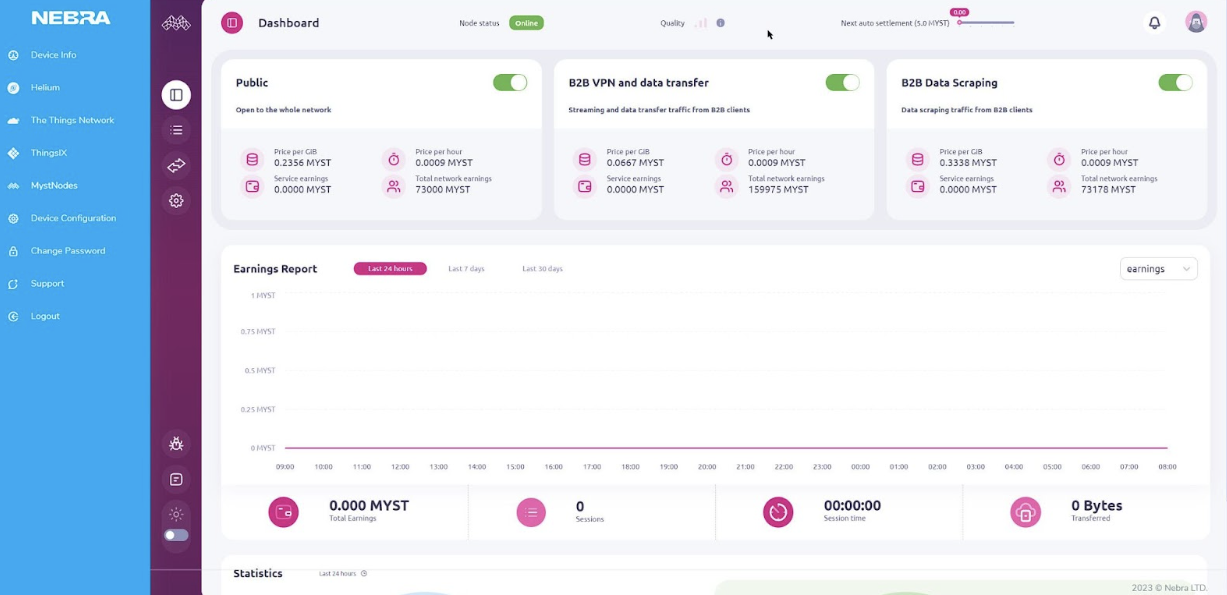 NEBRA
Device Info
Helium
The Things Network
ThingsIX
MystNodes
Device Configuration
Change Password
Support
Logout
Dashboard
Node status Online
Quality
Next auto settlement (5.0 MYST) 0.00
Public
Open to the whole network
Price per GiB
0.2356 MYST
Price per hour
0.0009 MYST
Service earnings
0.0000 MYST
Total network earnings
73000 MYST
B2B VPN and data transfer
Streaming and data transfer traffic from B2B clients
Price per GiB
0.0667 MYST
Price per hour
0.0009 MYST
Service earnings
0.0000 MYST
Total network earnings
159975 MYST
B2B Data Scraping
Data scraping traffic from B2B clients
Price per GiB
0.3338 MYST
Price per hour
0.0009 MYST
Service earnings
0.0000 MYST
Total network earnings
73178 MYST
Earnings Report Last 24 hours Last 7 days Last 30 days earnings
1 MYST
0.75 MYST
0.5 MYST
0.25 MYST
0 MYST
09:00 10:00 11:00 12:00 13:00 14:00 15:00 16:00 17:00 18:00 19:00 20:00 21:00 22:00 23:00 00:00 01:00 02:00 03:00 04:00 05:00 06:00 07:00 08:00
0.000 MYST
Total Earnings
0
Sessions
00:00:00
Session time
0 Bytes
Transferred
Statistics Last 24 hours
2023 © Nebra LTD.